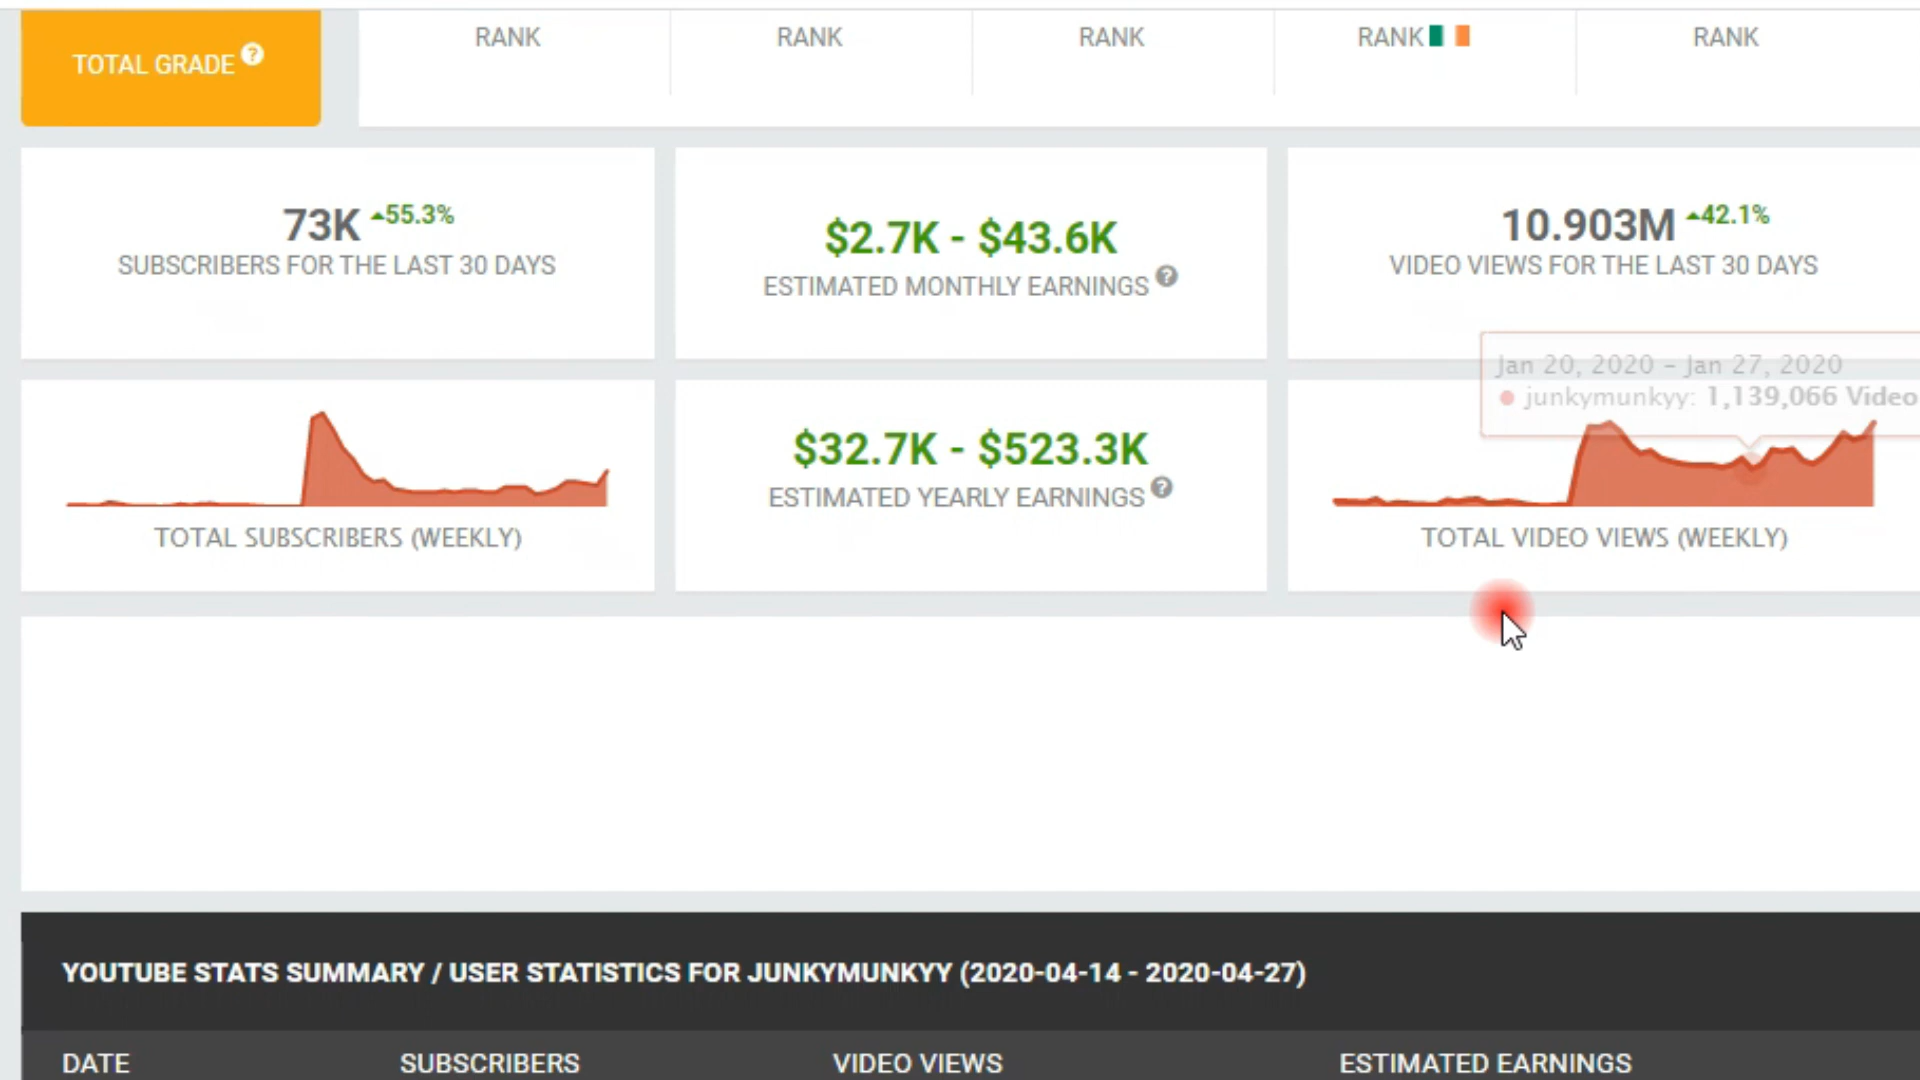 TOTAL GRADE ?
RANK
RANK
RANK
RANK
RANK
73K 55.3%
SUBSCRIBERS FOR THE LAST 30 DAYS
$2.7K - $43.6K
ESTIMATED MONTHLY EARNINGS ?
10.903M 42.1%
VIDEO VIEWS FOR THE LAST 30 DAYS
Jan 20, 2020 – Jan 27, 2020
junkymunkyy: 1,139,066 Video
TOTAL SUBSCRIBERS (WEEKLY)
$32.7K - $523.3K
ESTIMATED YEARLY EARNINGS ?
TOTAL VIDEO VIEWS (WEEKLY)
YOUTUBE STATS SUMMARY / USER STATISTICS FOR JUNKYMUNKYY (2020-04-14 - 2020-04-27)
DATE
SUBSCRIBERS
VIDEO VIEWS
ESTIMATED EARNINGS